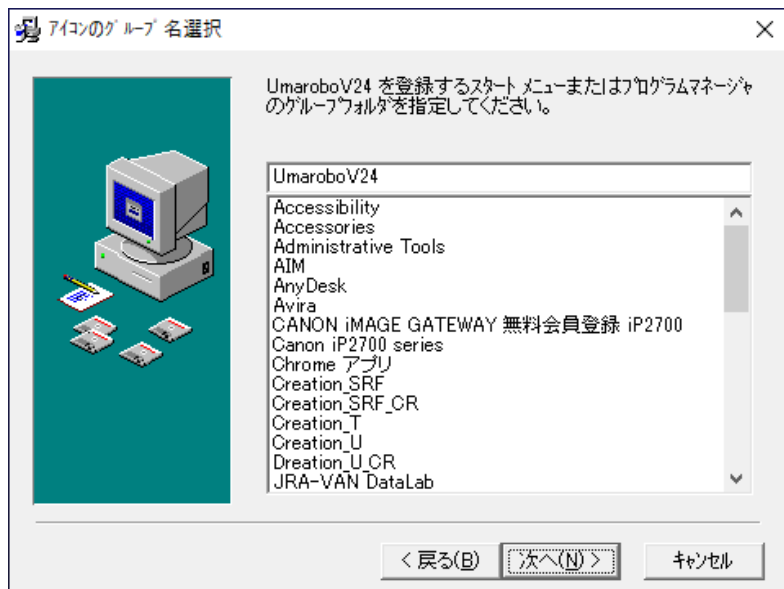 アイコンのグループ 名選択
UmaroboV24 を登録するスタート メニューまたはプログラムマネージャ
のグループフォルダを指定してください。
UmaroboV24
Accessibility
Accessories
Administrative Tools
AIM
AnyDesk
Avira
CANON iMAGE GATEWAY 無料会員登録 iP2700
Canon iP2700 series
Chrome アプリ
Creation_SRF
Creation_SRF_CR
Creation_T
Creation_U
Dreation_U_CR
JRA-VAN DataLab
< 戻る(B)
次へ(N) >
キャンセル